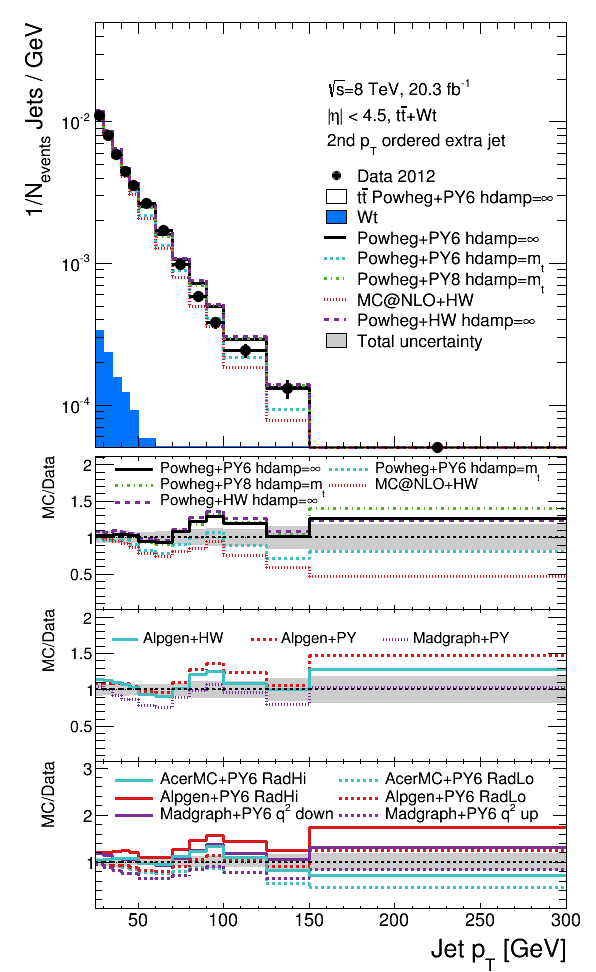 1/N_events Jets / GeV
√s=8 TeV, 20.3 fb⁻¹
|η| < 4.5, tt̄+Wt
2nd p_T ordered extra jet
Data 2012
tt̄ Powheg+PY6 hdamp=∞
Wt
Powheg+PY6 hdamp=∞
Powheg+PY6 hdamp=m_t
Powheg+PY8 hdamp=m_t
MC@NLO+HW
Powheg+HW hdamp=∞
Total uncertainty
10⁻²
10⁻³
10⁻⁴
MC/Data
2
1.5
1
0.5
Powheg+PY6 hdamp=∞ Powheg+PY6 hdamp=m_t
Powheg+PY8 hdamp=m_t MC@NLO+HW
Powheg+HW hdamp=∞
MC/Data
2
1.5
1
0.5
Alpgen+HW Alpgen+PY Madgraph+PY
MC/Data
3
2
1
AcerMC+PY6 RadHi AcerMC+PY6 RadLo
Alpgen+PY6 RadHi Alpgen+PY6 RadLo
Madgraph+PY6 q² down Madgraph+PY6 q² up
50 100 150 200 250 300
Jet p_T [GeV]